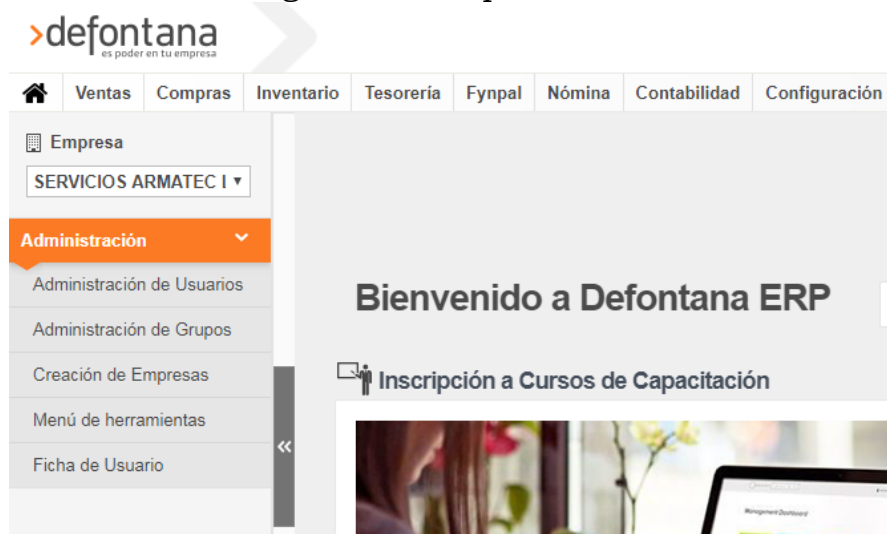 >defontana
es poder en tu empresa
Ventas Compras Inventario Tesorería Fynpal Nómina Contabilidad Configuración
Empresa
SERVICIOS ARMATEC I
Administración
Administración de Usuarios
Administración de Grupos
Creación de Empresas
Menú de herramientas
Ficha de Usuario
«
Bienvenido a Defontana ERP
Inscripción a Cursos de Capacitación
Management Dashboard